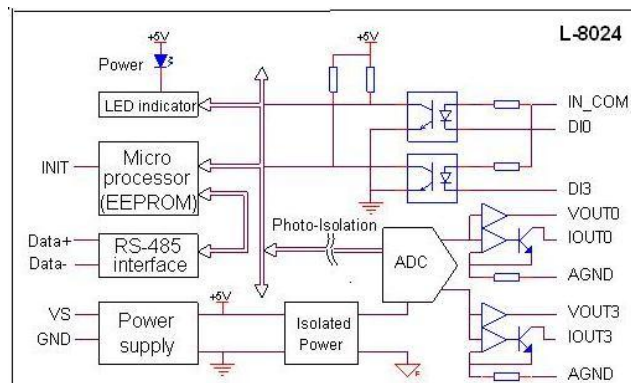 L-8024
+5V
+5V
Power
LED indicator
IN_COM
DI0
INIT
Micro
processor
(EEPROM)
DI3
Photo-Isolation
VOUT0
IOUT0
Data+
Data-
RS-485
interface
ADC
AGND
+5V
VS
GND
Power
supply
Isolated
Power
VOUT3
IOUT3
AGND